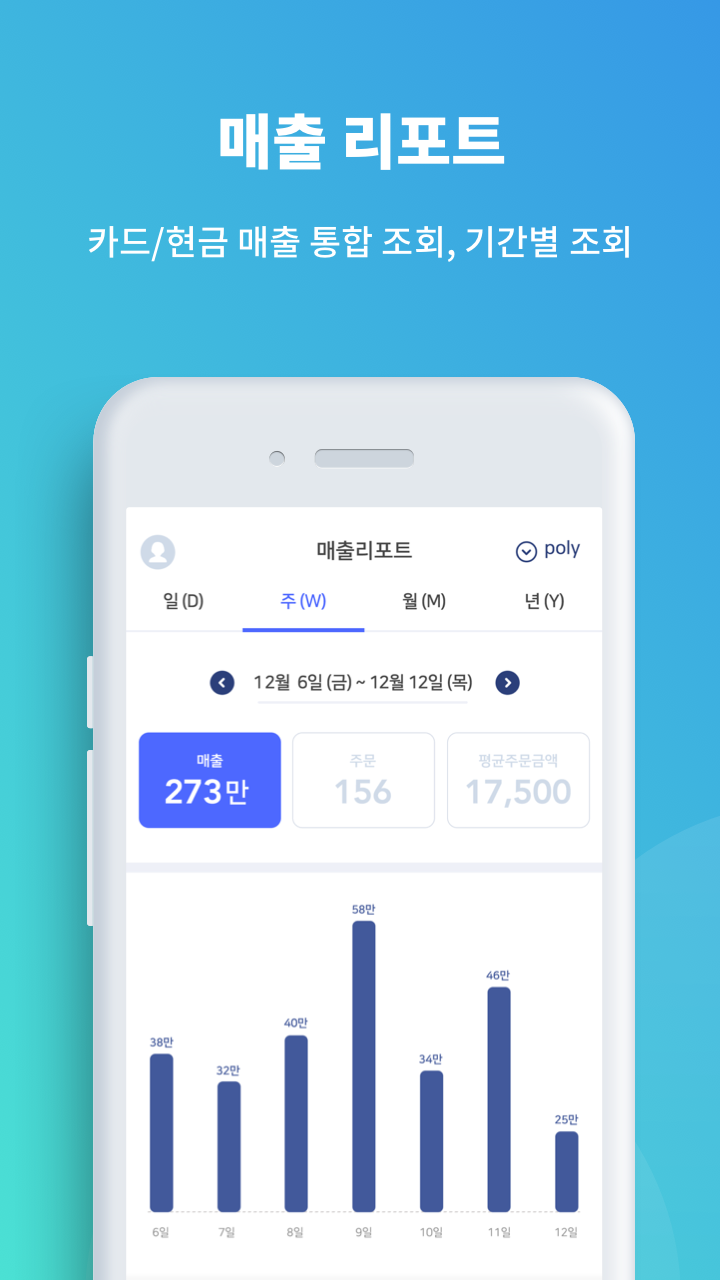 매출 리포트
카드/현금 매출 통합 조회, 기간별 조회
매출리포트
poly
일 (D) 주 (W) 월 (M) 년 (Y)
12월 6일 (금) ~ 12월 12일 (목)
매출 주문 평균주문금액
273만 156 17,500
58만
46만
40만
38만
34만
32만
25만
6일 7일 8일 9일 10일 11일 12일